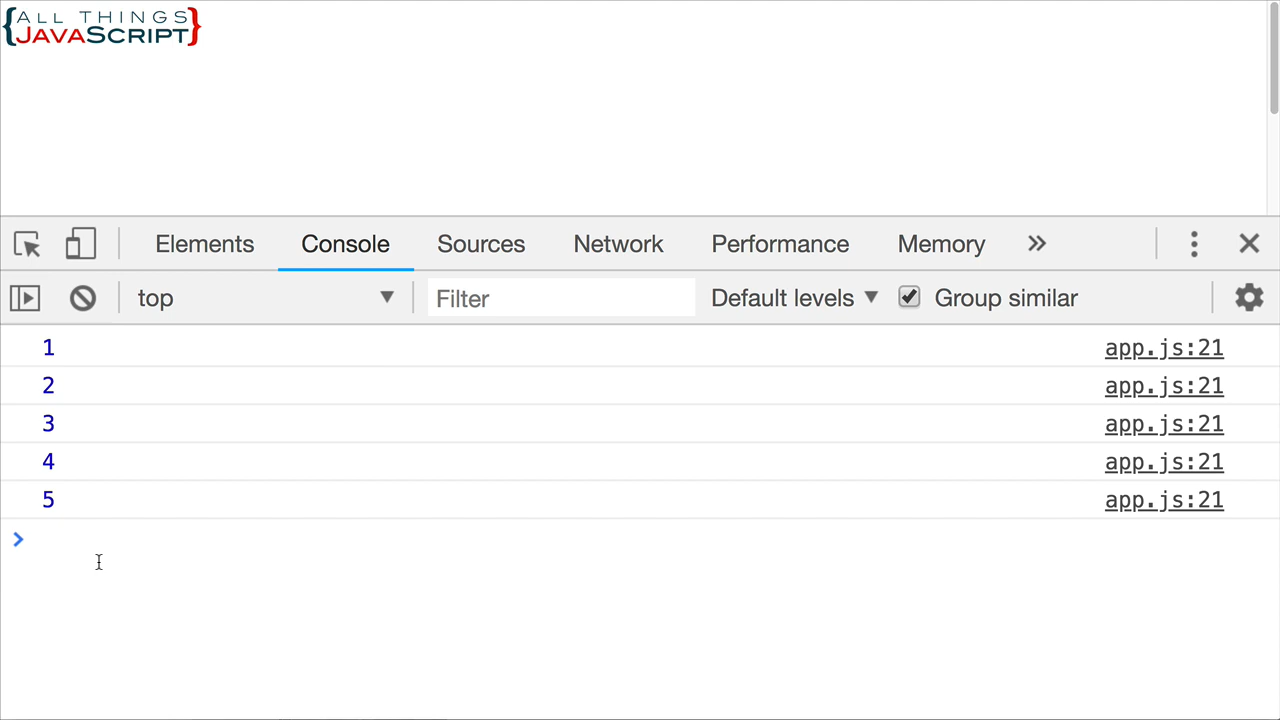 {ALL THINGS
JAVASCRIPT}
Elements Console Sources Network Performance Memory »
top Filter Default levels Group similar
1 app.js:21
2 app.js:21
3 app.js:21
4 app.js:21
5 app.js:21
>